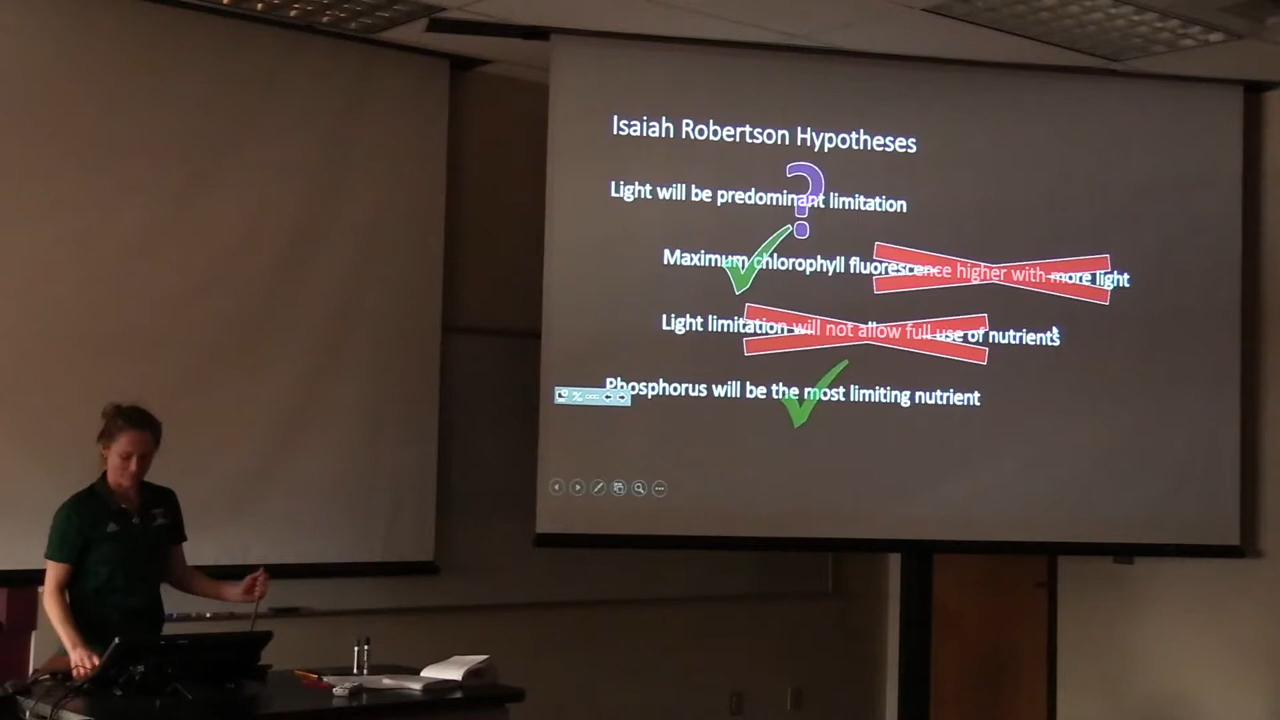 Isaiah Robertson Hypotheses
?
Light will be predominant limitation
Maximum chlorophyll fluorescence higher with more light
Light limitation will not allow full use of nutrients
Phosphorus will be the most limiting nutrient